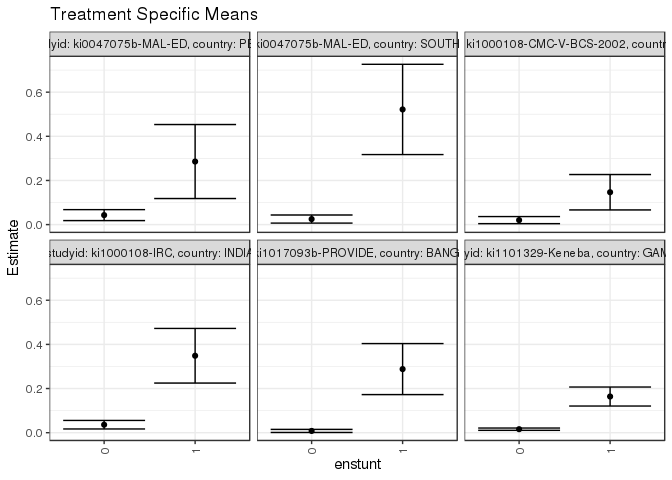 Treatment Specific Means
dyid: ki0047075b-MAL-ED, country: PE
ki0047075b-MAL-ED, country: SOUTH
ki1000108-CMC-V-BCS-2002, countr
0.6
0.4
0.2
0.0
Estimate
studyid: ki1000108-IRC, country: INDIA
ki1017093b-PROVIDE, country: BANG
yid: ki1101329-Keneba, country: GAM
0.6
0.4
0.2
0.0
0 1 0 1 0 1
enstunt